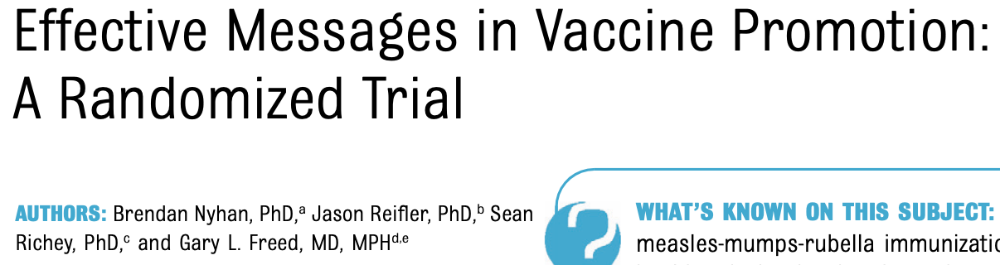 Effective Messages in Vaccine Promotion:
A Randomized Trial
AUTHORS: Brendan Nyhan, PhD,a Jason Reifler, PhD,b Sean
Richey, PhD,c and Gary L. Freed, MD, MPHd,e
WHAT'S KNOWN ON THIS SUBJECT:
measles-mumps-rubella